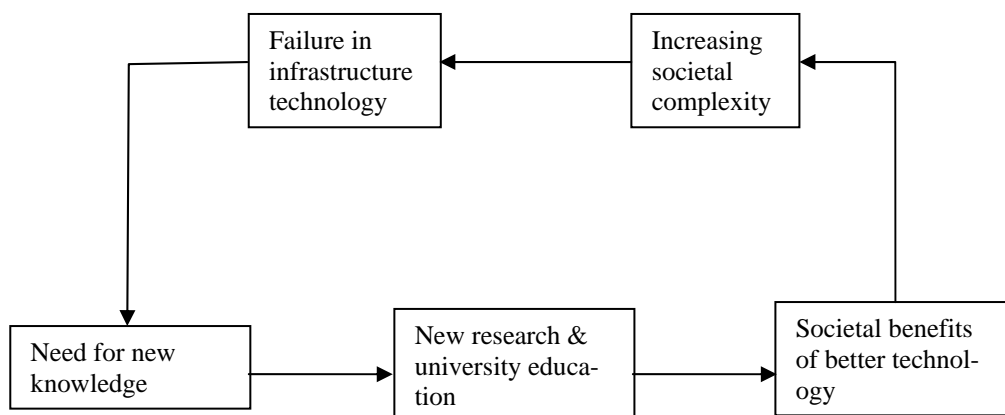 Failure in
infrastructure
technology
Increasing
societal
complexity
Need for new
knowledge
New research &
university educa-
tion
Societal benefits
of better technol-
ogy